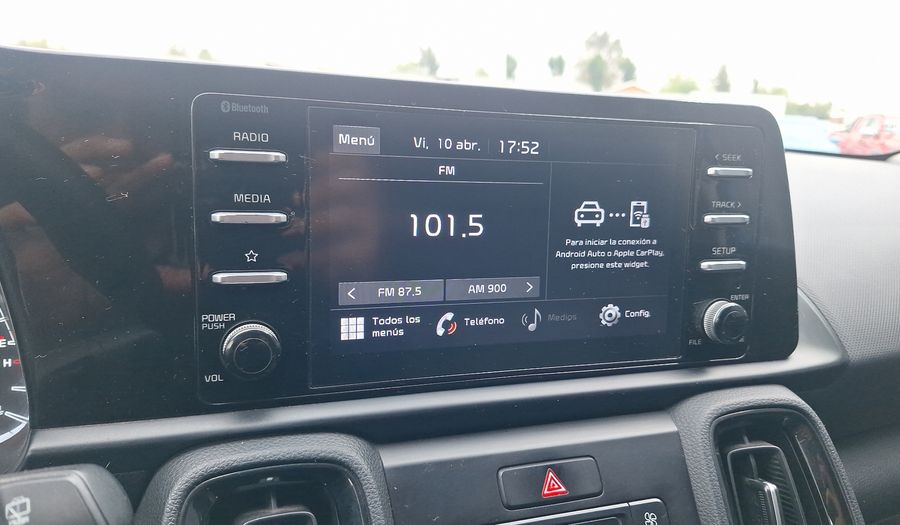 Bluetooth
RADIO
MEDIA
POWER
PUSH
VOL
Menú Vi, 10 abr. 17:52
FM
101.5
< FM 87.5 AM 900 >
Para iniciar la conexión a
Android Auto o Apple CarPlay,
presione este widget.
Todos los
menús
Teléfono
Medios
Config.
< SEEK
TRACK >
SETUP
ENTER
FILE
E
H